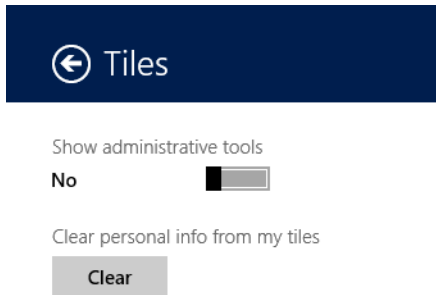 Tiles
Show administrative tools
No
Clear personal info from my tiles
Clear